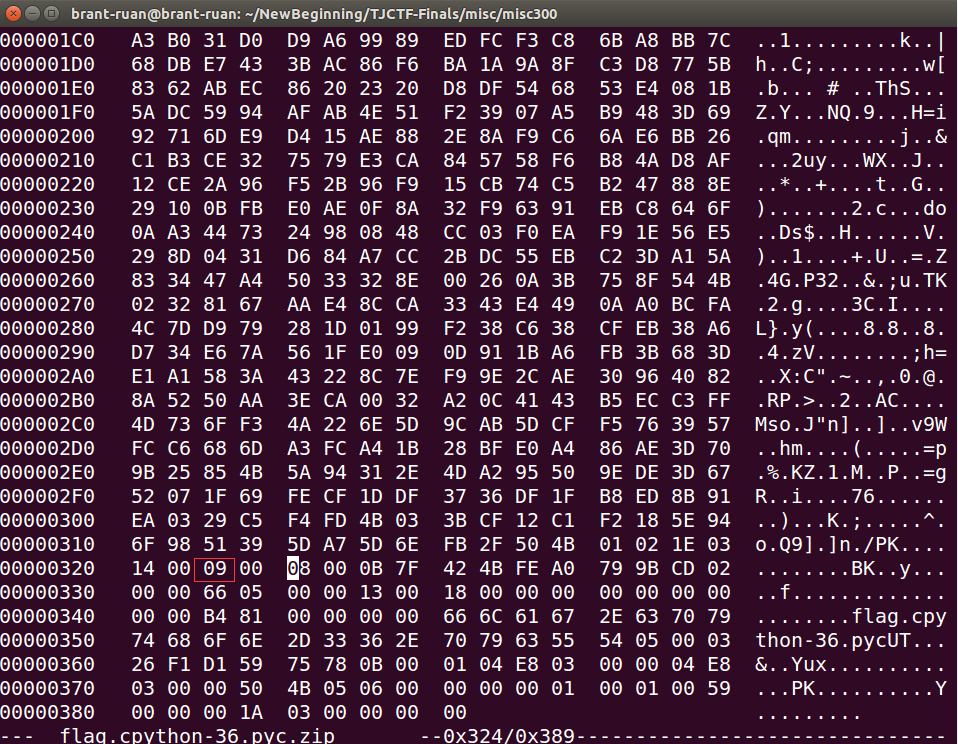 brant-ruan@brant-ruan: ~/NewBeginning/TJCTF-Finals/misc/misc300
000001C0 A3 B0 31 D0 D9 A6 99 89 ED FC F3 C8 6B A8 BB 7C ..1.........k..|
000001D0 68 DB E7 43 3B AC 86 F6 BA 1A 9A 8F C3 D8 77 5B h..C;.........w[
000001E0 83 62 AB EC 86 20 23 20 D8 DF 54 68 53 E4 08 1B .b... # ..ThS...
000001F0 5A DC 59 94 AF AB 4E 51 F2 39 07 A5 B9 48 3D 69 Z.Y...NQ.9...H=i
00000200 92 71 6D E9 D4 15 AE 88 2E 8A F9 C6 6A E6 BB 26 .qm.........j..&
00000210 C1 B3 CE 32 75 79 E3 CA 84 57 58 F6 B8 4A D8 AF ...2uy...WX..J..
00000220 12 CE 2A 96 F5 2B 96 F9 15 CB 74 C5 B2 47 88 8E ..*..+....t..G..
00000230 29 10 0B FB E0 AE 0F 8A 32 F9 63 91 EB C8 64 6F ).......2.c...do
00000240 0A A3 44 73 24 98 08 48 CC 03 F0 EA F9 1E 56 E5 ..Ds$..H......V.
00000250 29 8D 04 31 D6 84 A7 CC 2B DC 55 EB C2 3D A1 5A )..1....+.U..=.Z
00000260 83 34 47 A4 50 33 32 8E 00 26 0A 3B 75 8F 54 4B .4G.P32..&.;u.TK
00000270 02 32 81 67 AA E4 8C CA 33 43 E4 49 0A A0 BC FA .2.g....3C.I....
00000280 4C 7D D9 79 28 1D 01 99 F2 38 C6 38 CF EB 38 A6 L}.y(....8.8..8.
00000290 D7 34 E6 7A 56 1F E0 09 0D 91 1B A6 FB 3B 68 3D .4.zV........;h=
000002A0 E1 A1 58 3A 43 22 8C 7E F9 9E 2C AE 30 96 40 82 ..X:C".~..,.0.@.
000002B0 8A 52 50 AA 3E CA 00 32 A2 0C 41 43 B5 EC C3 FF .RP.>..2..AC....
000002C0 4D 73 6F F3 4A 22 6E 5D 9C AB 5D CF F5 76 39 57 Mso.J"n]..]..v9W
000002D0 FC C6 68 6D A3 FC A4 1B 28 BF E0 A4 86 AE 3D 70 ..hm....(.....=p
000002E0 9B 25 85 4B 5A 94 31 2E 4D A2 95 50 9E DE 3D 67 .%.KZ.1.M..P..=g
000002F0 52 07 1F 69 FE CF 1D DF 37 36 DF 1F B8 ED 8B 91 R..i....76......
00000300 EA 03 29 C5 F4 FD 4B 03 3B CF 12 C1 F2 18 5E 94 ..)...K.;.....^.
00000310 6F 98 51 39 5D A7 5D 6E FB 2F 50 4B 01 02 1E 03 o.Q9].]n./PK....
00000320 14 00 09 00 08 00 0B 7F 42 4B FE A0 79 9B CD 02 ........BK..y...
00000330 00 00 66 05 00 00 13 00 18 00 00 00 00 00 00 00 ..f.............
00000340 00 00 B4 81 00 00 00 00 66 6C 61 67 2E 63 70 79 ........flag.cpy
00000350 74 68 6F 6E 2D 33 36 2E 70 79 63 55 54 05 00 03 thon-36.pycUT...
00000360 26 F1 D1 59 75 78 0B 00 01 04 E8 03 00 00 04 E8 &..Yux..........
00000370 03 00 00 50 4B 05 06 00 00 00 00 01 00 01 00 59 ...PK..........Y
00000380 00 00 00 1A 03 00 00 00 00 .........
--- flag.cpython-36.pyc.zip --0x324/0x389-------------------------------